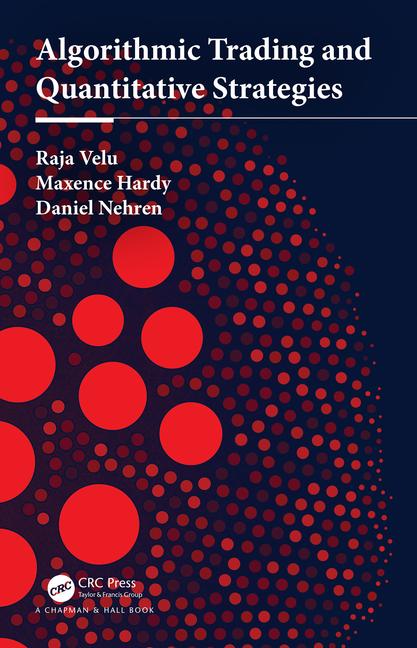 Algorithmic Trading and
Quantitative Strategies
Raja Velu
Maxence Hardy
Daniel Nehren
CRC
CRC Press
Taylor & Francis Group
A CHAPMAN & HALL BOOK